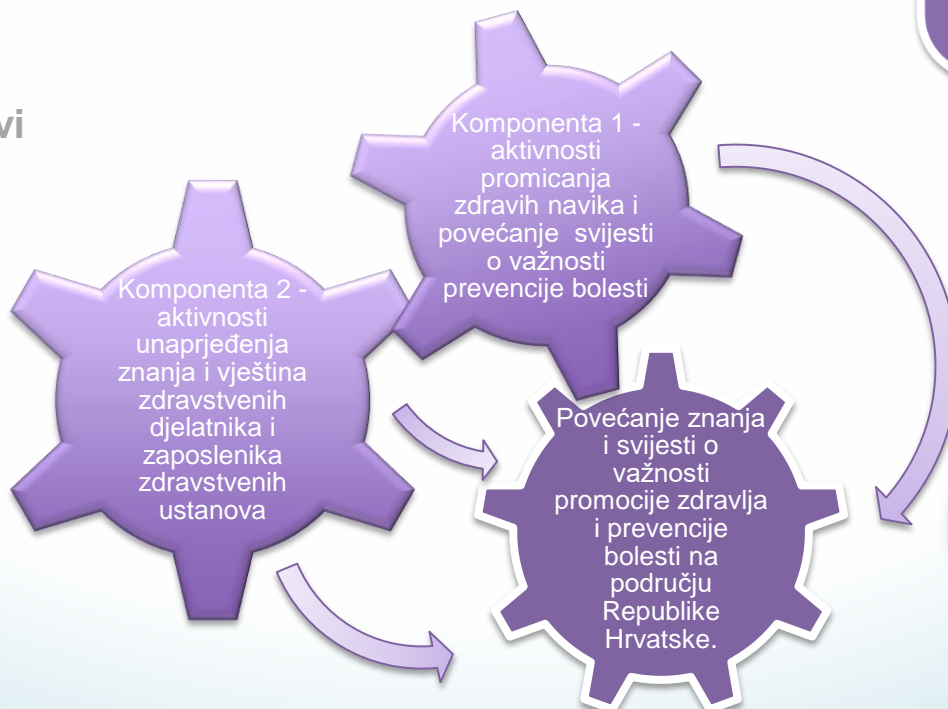 vi
Komponenta 1 -
aktivnosti
promicanja
zdravih navika i
povećanje svijesti
o važnosti
prevencije bolesti
Komponenta 2 -
aktivnosti
unaprjeđenja
znanja i vještina
zdravstvenih
djelatnika i
zaposlenika
zdravstvenih
ustanova
Povećanje znanja
i svijesti o
važnosti
promocije zdravlja
i prevencije
bolesti na
području
Republike
Hrvatske.